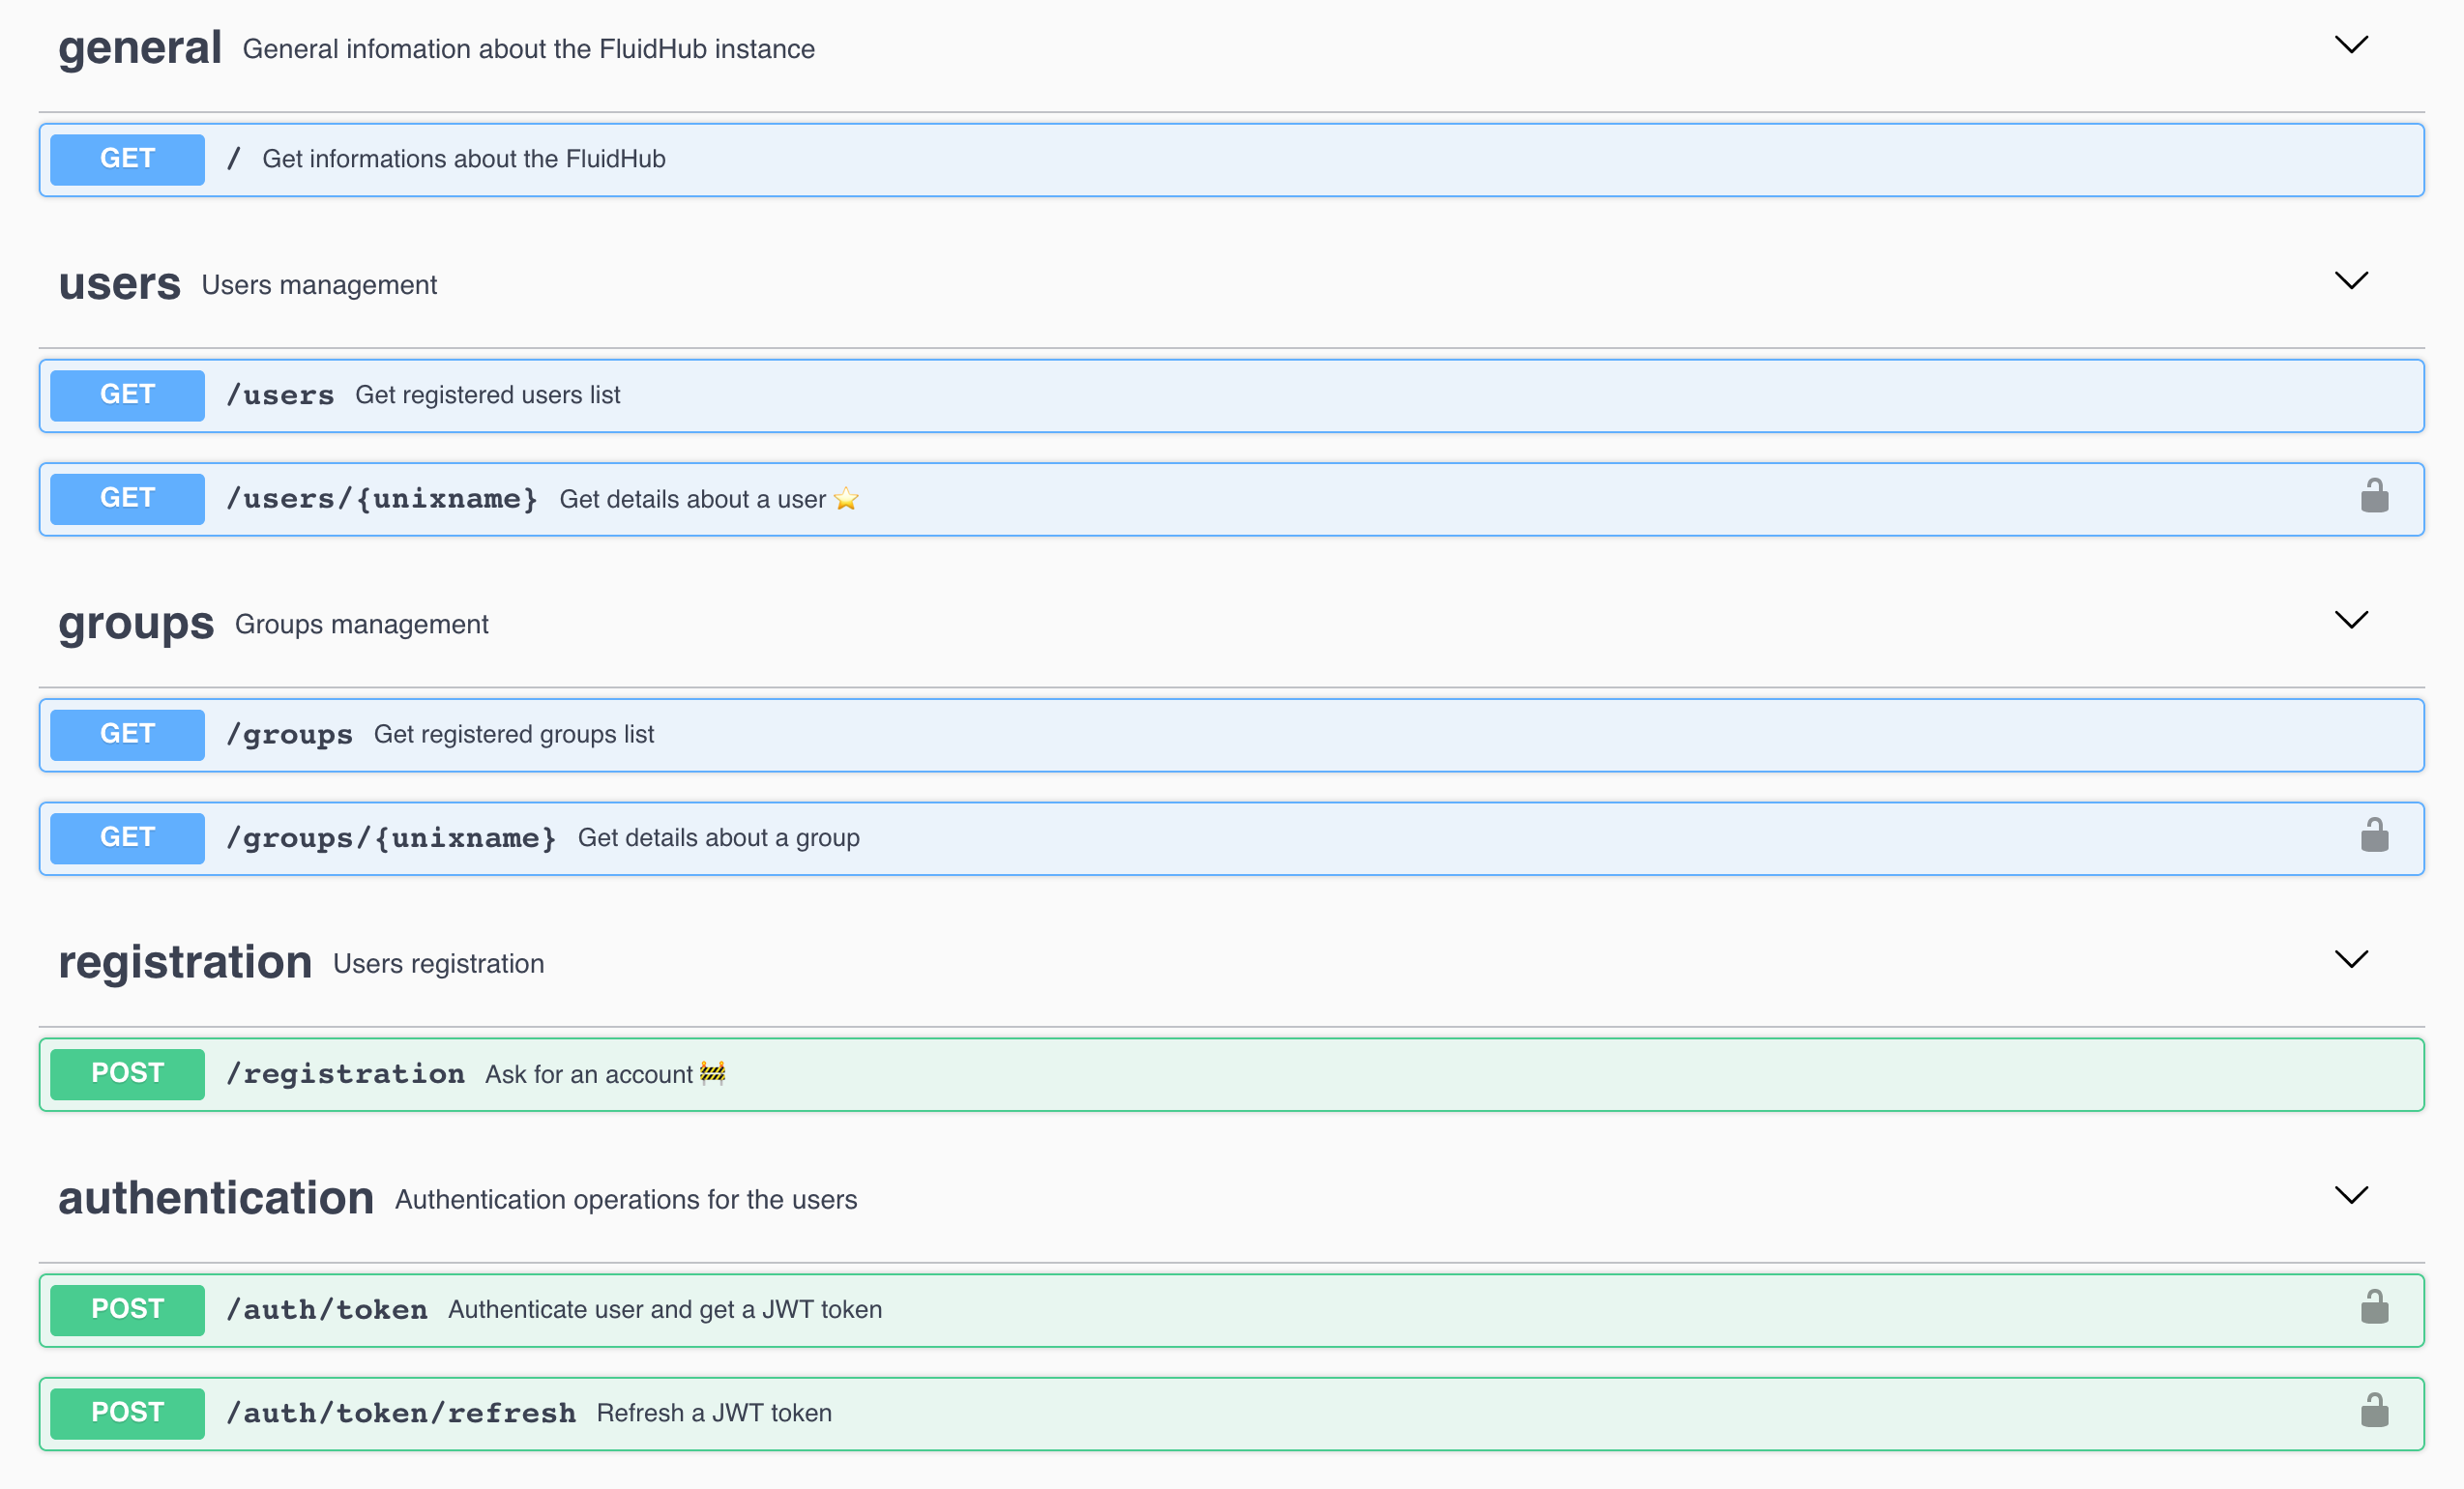 general General infomation about the FluidHub instance
GET / Get informations about the FluidHub
users Users management
GET /users Get registered users list
GET /users/{unixname} Get details about a user ⭐
groups Groups management
GET /groups Get registered groups list
GET /groups/{unixname} Get details about a group
registration Users registration
POST /registration Ask for an account 🚧
authentication Authentication operations for the users
POST /auth/token Authenticate user and get a JWT token
POST /auth/token/refresh Refresh a JWT token